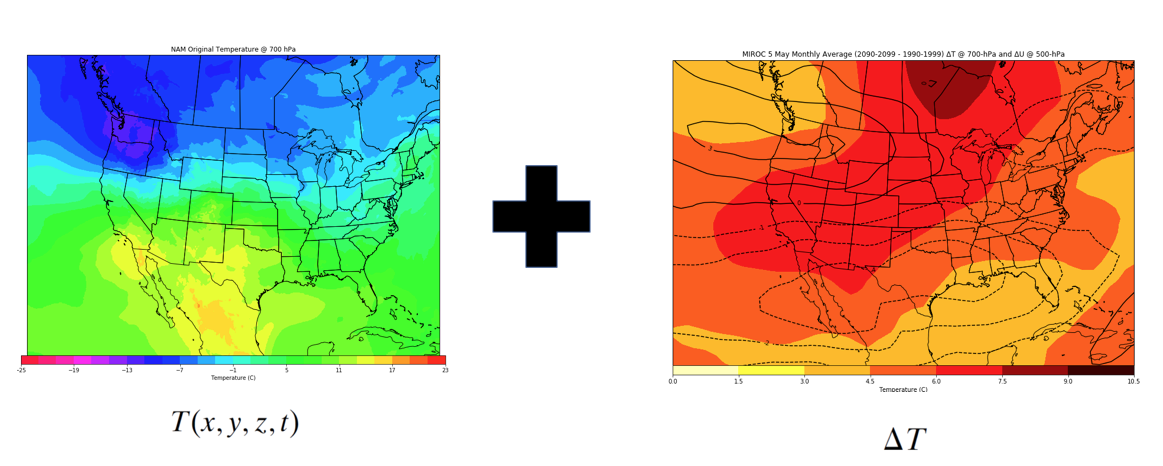 NAM Original Temperature @ 700 hPa
-25 -19 -13 -7 -1 5 11 17 23
Temperature (C)
T(x, y, z, t)
MIROC 5 May Monthly Average (2090-2099 - 1990-1999) ΔT @ 700-hPa and ΔU @ 500-hPa
0.0 1.5 3.0 4.5 6.0 7.5 9.0 10.5
Temperature (C)
ΔT